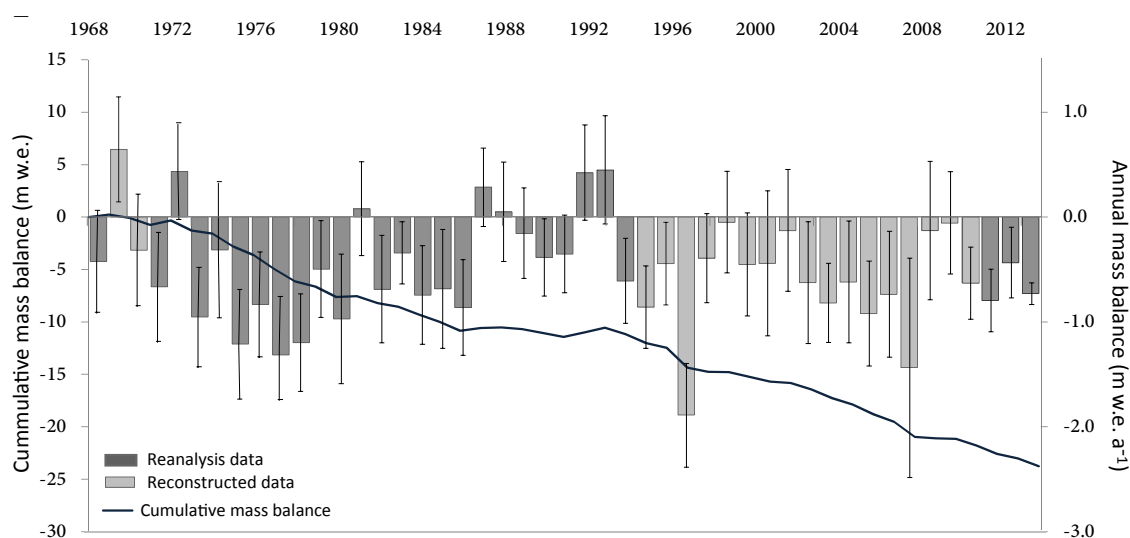 1968 1972 1976 1980 1984 1988 1992 1996 2000 2004 2008 2012
15
10
5
0
-5
-10
-15
-20
-25
-30
Cummulative mass balance (m w.e.)
1.0
0.0
-1.0
-2.0
-3.0
Annual mass balance (m w.e. a⁻¹)
Reanalysis data
Reconstructed data
Cumulative mass balance